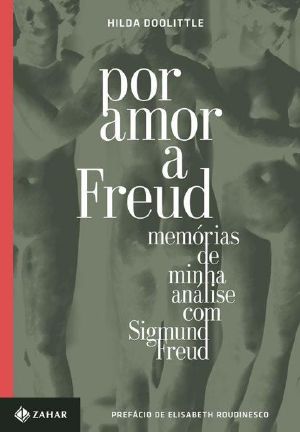 HILDA DOOLITTLE
por
amor
a
Freud
memórias
de
minha
análise
com
Sigmund
Freud
ZAHAR
PREFÁCIO DE ELISABETH ROUDINESCO